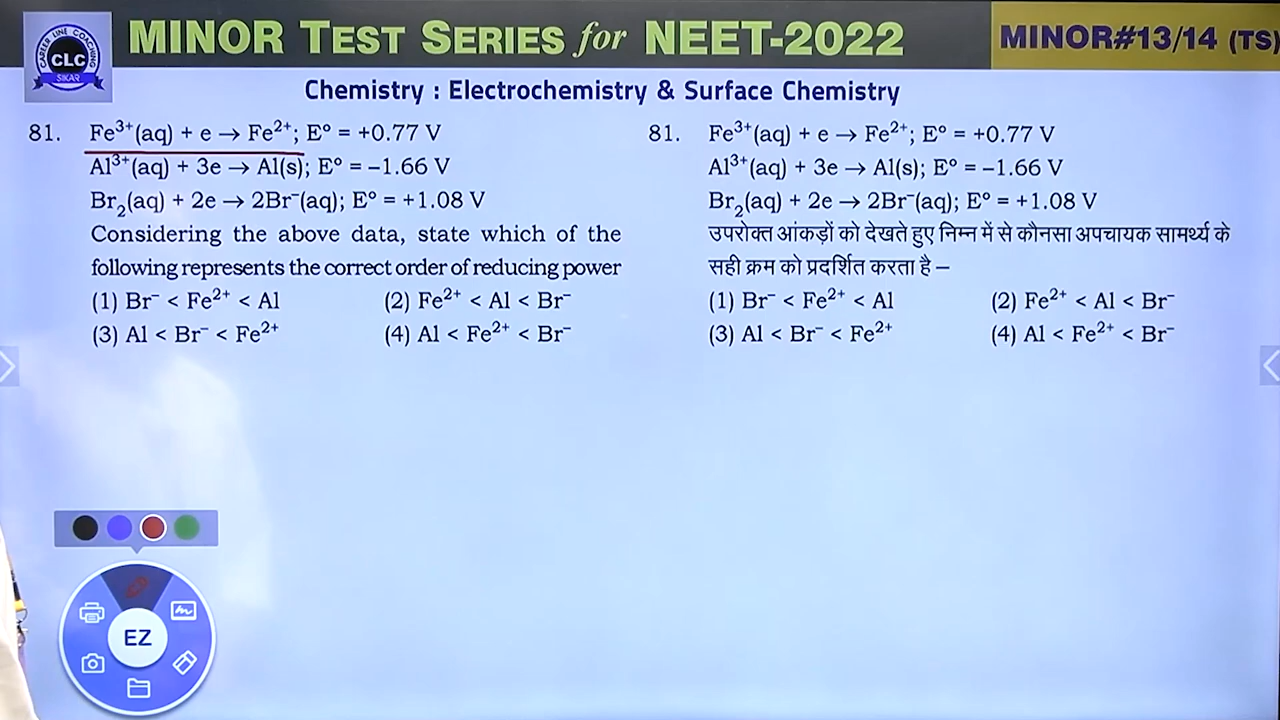 CAREER LINE COACHING
CLC
SIKAR
MINOR TEST SERIES for NEET-2022
MINOR#13/14 (TS)
Chemistry : Electrochemistry & Surface Chemistry
81. Fe³⁺(aq) + e → Fe²⁺; E° = +0.77 V
Al³⁺(aq) + 3e → Al(s); E° = −1.66 V
Br₂(aq) + 2e → 2Br⁻(aq); E° = +1.08 V
Considering the above data, state which of the
following represents the correct order of reducing power
(1) Br⁻ < Fe²⁺ < Al (2) Fe²⁺ < Al < Br⁻
(3) Al < Br⁻ < Fe²⁺ (4) Al < Fe²⁺ < Br⁻
81. Fe³⁺(aq) + e → Fe²⁺; E° = +0.77 V
Al³⁺(aq) + 3e → Al(s); E° = −1.66 V
Br₂(aq) + 2e → 2Br⁻(aq); E° = +1.08 V
उपरोक्त आंकड़ों को देखते हुए निम्न में से कौनसा अपचायक सामर्थ्य के
सही क्रम को प्रदर्शित करता है –
(1) Br⁻ < Fe²⁺ < Al (2) Fe²⁺ < Al < Br⁻
(3) Al < Br⁻ < Fe²⁺ (4) Al < Fe²⁺ < Br⁻
EZ